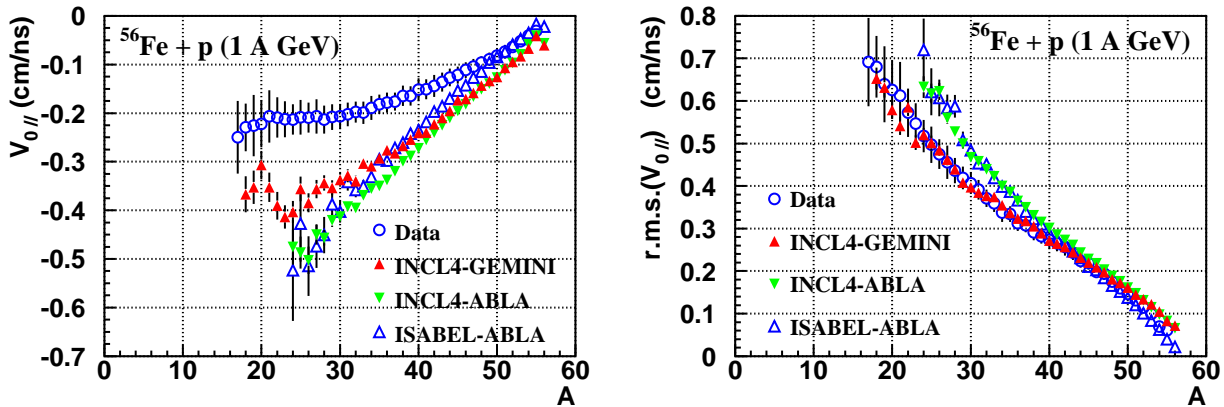 ⁵⁶Fe + p (1 A GeV)
V₀ // (cm/ns)
0
-0.1
-0.2
-0.3
-0.4
-0.5
-0.6
-0.7
Data
INCL4-GEMINI
INCL4-ABLA
ISABEL-ABLA
0 10 20 30 40 50 60
A
⁵⁶Fe + p (1 A GeV)
r.m.s.(V₀ //) (cm/ns)
0.8
0.7
0.6
0.5
0.4
0.3
0.2
0.1
0
Data
INCL4-GEMINI
INCL4-ABLA
ISABEL-ABLA
0 10 20 30 40 50 60
A